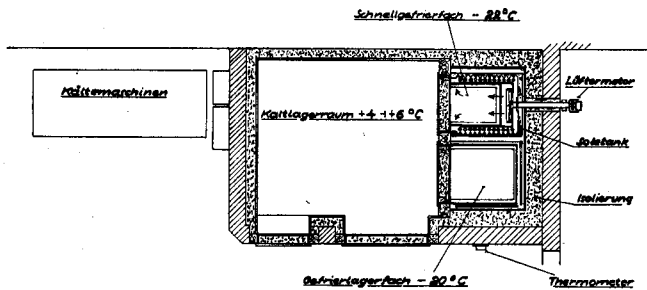 Schnellgefrierfach - 22°C
Kältemaschinen
Kaltlagerraum +4 ÷ +6 °C
Lüftermotor
Soletank
Isolierung
Gefrierlagerfach - 20°C
Thermometer